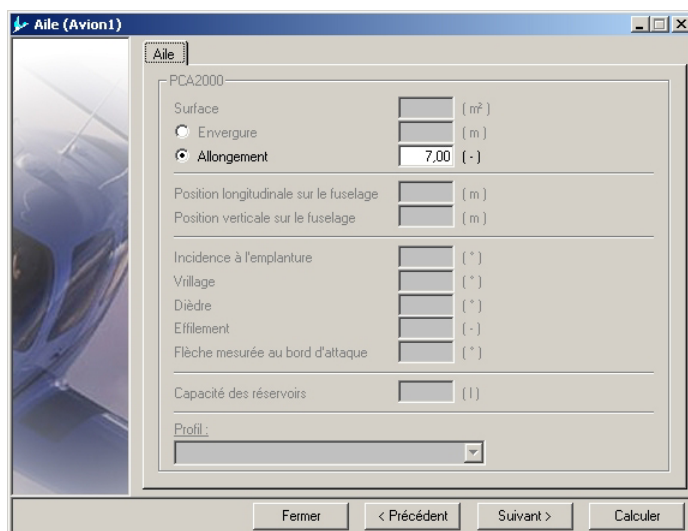 Aile (Avion1)
Aile
PCA2000
Surface (m²)
Envergure (m)
Allongement 7,00 (-)
Position longitudinale sur le fuselage (m)
Position verticale sur le fuselage (m)
Incidence à l'emplanture (°)
Vrillage (°)
Dièdre (°)
Effilement (-)
Flèche mesurée au bord d'attaque (°)
Capacité des réservoirs (l)
Profil :
Fermer < Précédent Suivant > Calculer